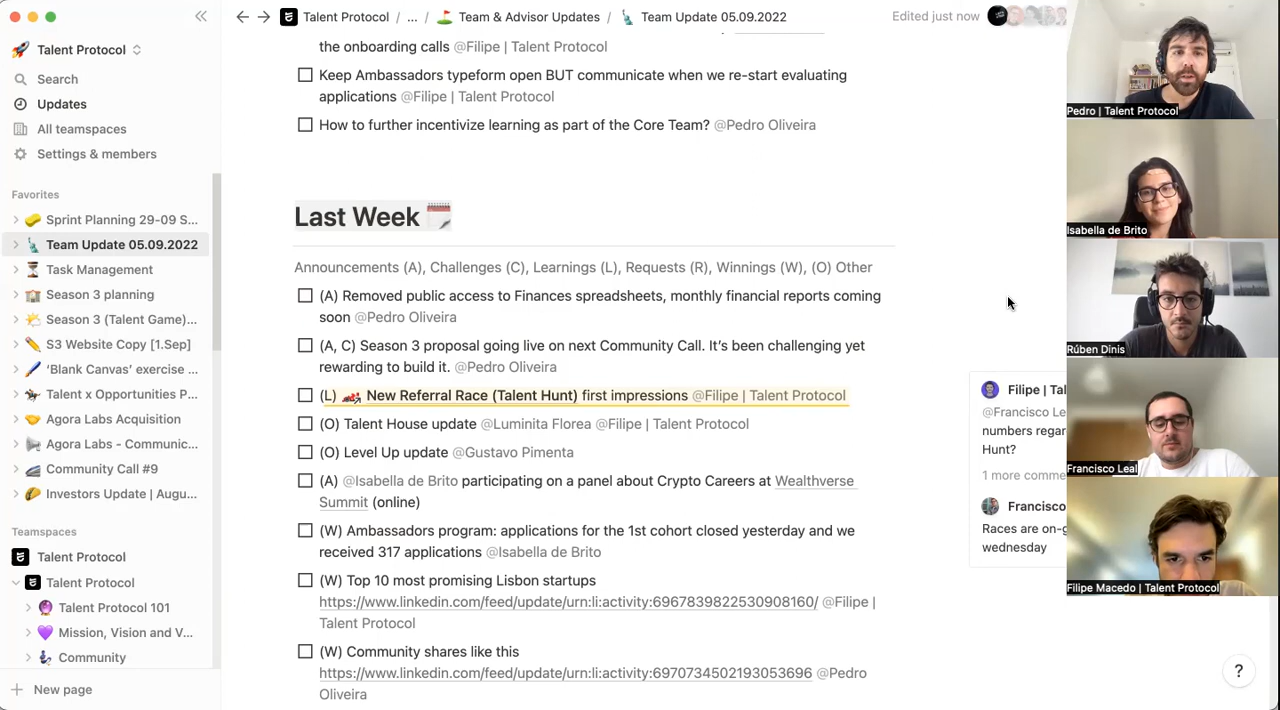 Talent Protocol
Search
Updates
All teamspaces
Settings & members
Favorites
Sprint Planning 29-09 S...
Team Update 05.09.2022
Task Management
Season 3 planning
Season 3 (Talent Game)...
S3 Website Copy [1.Sep]
‘Blank Canvas’ exercise ...
Talent x Opportunities P...
Agora Labs Acquisition
Agora Labs - Communic...
Community Call #9
Investors Update | Augu...
Teamspaces
Talent Protocol
Talent Protocol
Talent Protocol 101
Mission, Vision and V...
Community
New page
Talent Protocol / ... / Team & Advisor Updates / Team Update 05.09.2022
Edited just now
the onboarding calls @Filipe | Talent Protocol
Keep Ambassadors typeform open BUT communicate when we re-start evaluating
applications @Filipe | Talent Protocol
How to further incentivize learning as part of the Core Team? @Pedro Oliveira
Last Week
Announcements (A), Challenges (C), Learnings (L), Requests (R), Winnings (W), (O) Other
(A) Removed public access to Finances spreadsheets, monthly financial reports coming
soon @Pedro Oliveira
(A, C) Season 3 proposal going live on next Community Call. It’s been challenging yet
rewarding to build it. @Pedro Oliveira
(L) New Referral Race (Talent Hunt) first impressions @Filipe | Talent Protocol
(O) Talent House update @Luminita Florea @Filipe | Talent Protocol
(O) Level Up update @Gustavo Pimenta
(A) @Isabella de Brito participating on a panel about Crypto Careers at Wealthverse
Summit (online)
(W) Ambassadors program: applications for the 1st cohort closed yesterday and we
received 317 applications @Isabella de Brito
(W) Top 10 most promising Lisbon startups
https://www.linkedin.com/feed/update/urn:li:activity:6967839822530908160/ @Filipe |
Talent Protocol
(W) Community shares like this
https://www.linkedin.com/feed/update/urn:li:activity:6970734502193053696 @Pedro
Oliveira
Filipe | Tal
@Francisco Le
numbers regar
Hunt?
1 more comme
Francisco
Races are on-g
wednesday
Pedro | Talent Protocol
Isabella de Brito
Rúben Dinis
Francisco Leal
Filipe Macedo | Talent Protocol
?